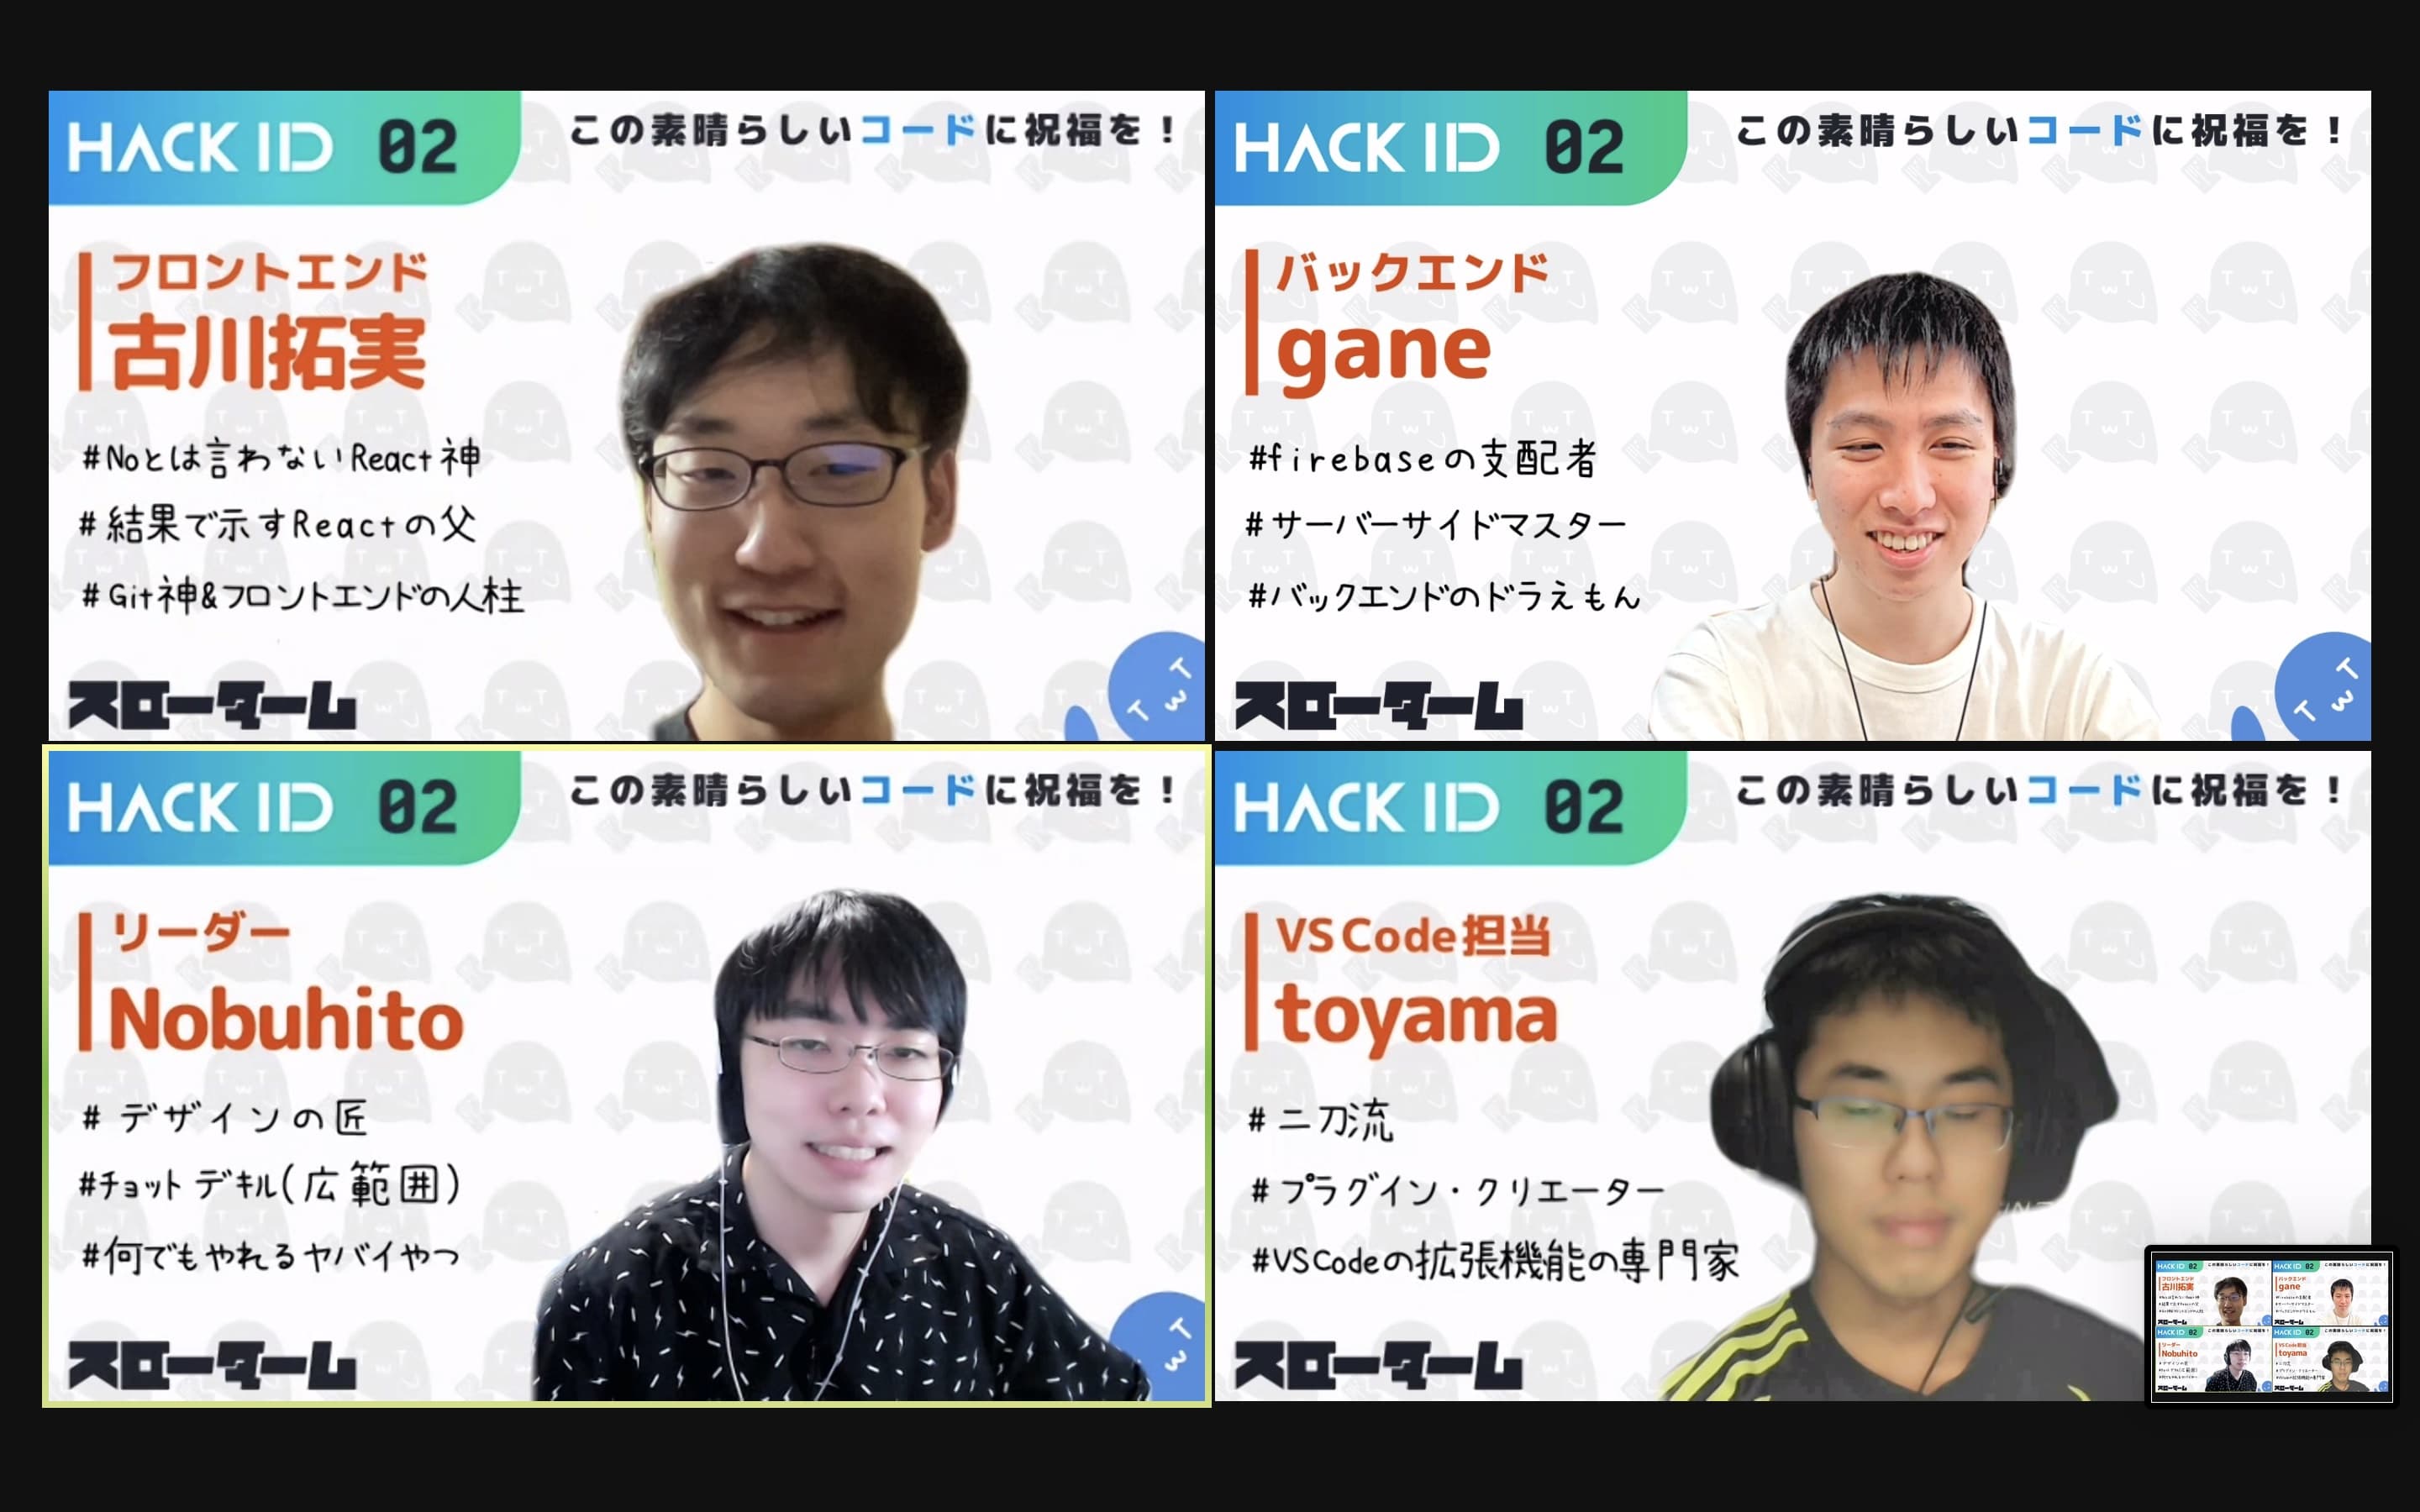 HACK ID 02
この素晴らしいコードに祝福を！
フロントエンド
古川拓実
#Noとは言わないReact神
#結果で示すReactの父
#Git神&フロントエンドの人柱
スローターム
HACK ID 02
この素晴らしいコードに祝福を！
バックエンド
gane
#firebaseの支配者
#サーバーサイドマスター
#バックエンドのドラえもん
スローターム
HACK ID 02
この素晴らしいコードに祝福を！
リーダー
Nobuhito
# デザインの匠
#チョットデキル(広範囲)
#何でもやれるヤバイやつ
スローターム
HACK ID 02
この素晴らしいコードに祝福を！
VS Code担当
toyama
# 二刀流
# プラグイン・クリエーター
#VSCodeの拡張機能の専門家
スローターム